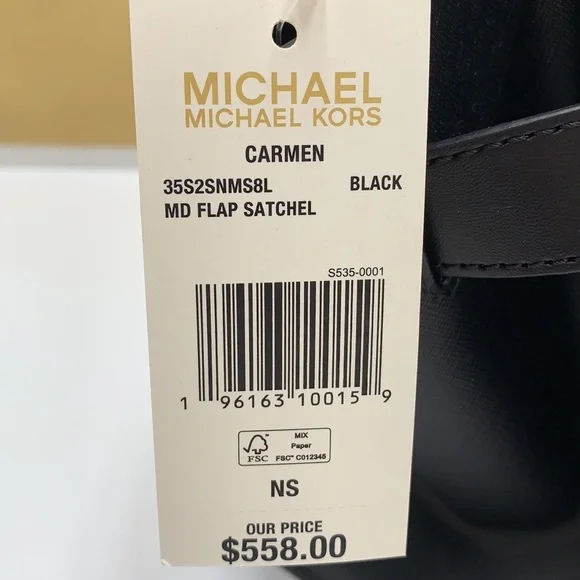 MICHAEL
MICHAEL KORS
CARMEN
35S2SNMS8L BLACK
MD FLAP SATCHEL
S535-0001
1 96163 10015 9
FSC
MIX
Paper
FSC™ C012345
NS
OUR PRICE
$558.00